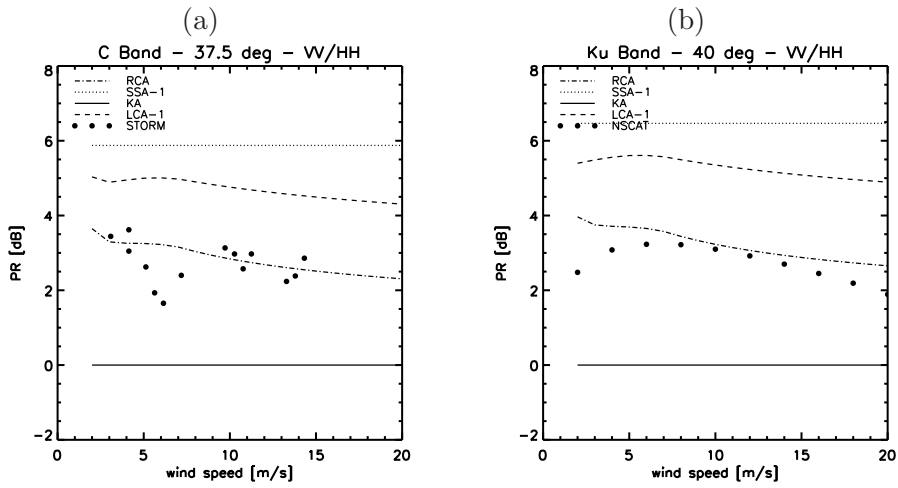 (a)
C Band – 37.5 deg – VV/HH
8
6
4
2
0
−2
RCA
SSA−1
KA
LCA−1
STORM
PR [dB]
0 5 10 15 20
wind speed [m/s]
(b)
Ku Band – 40 deg – VV/HH
8
6
4
2
0
−2
RCA
SSA−1
KA
LCA−1
NSCAT
PR [dB]
0 5 10 15 20
wind speed [m/s]